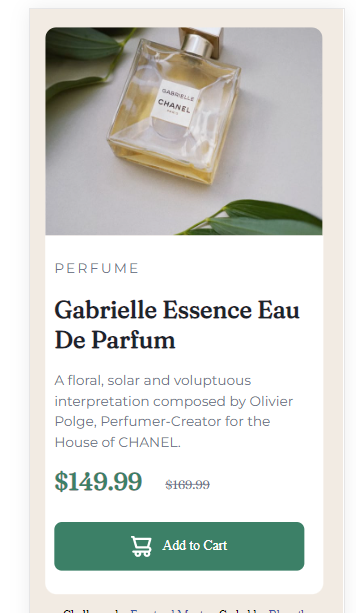 GABRIELLE
CHANEL
PARIS
PERFUME
Gabrielle Essence Eau
De Parfum
A floral, solar and voluptuous
interpretation composed by Olivier
Polge, Perfumer-Creator for the
House of CHANEL.
$149.99 $169.99
Add to Cart